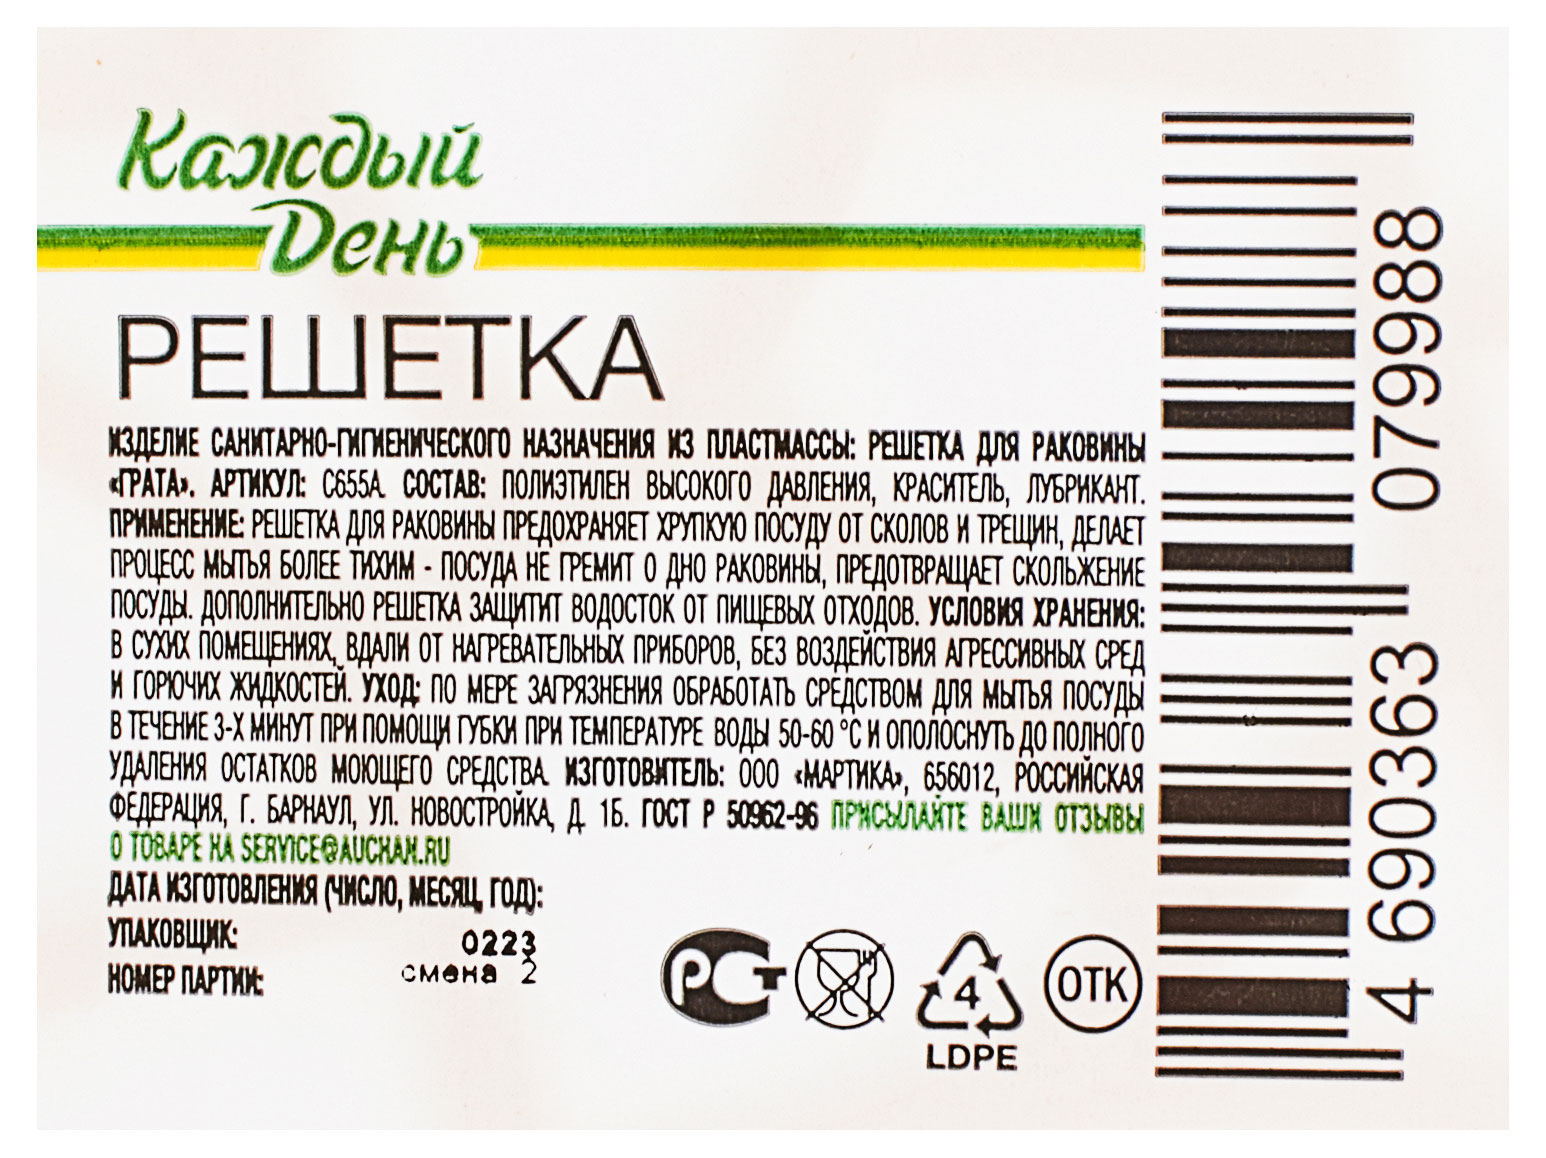 Каждый
День
РЕШЕТКА
ИЗДЕЛИЕ САНИТАРНО-ГИГИЕНИЧЕСКОГО НАЗНАЧЕНИЯ ИЗ ПЛАСТМАССЫ: РЕШЕТКА ДЛЯ РАКОВИНЫ
«ГРАТА». АРТИКУЛ: С655А. СОСТАВ: ПОЛИЭТИЛЕН ВЫСОКОГО ДАВЛЕНИЯ, КРАСИТЕЛЬ, ЛУБРИКАНТ.
ПРИМЕНЕНИЕ: РЕШЕТКА ДЛЯ РАКОВИНЫ ПРЕДОХРАНЯЕТ ХРУПКУЮ ПОСУДУ ОТ СКОЛОВ И ТРЕЩИН, ДЕЛАЕТ
ПРОЦЕСС МЫТЬЯ БОЛЕЕ ТИХИМ - ПОСУДА НЕ ГРЕМИТ О ДНО РАКОВИНЫ, ПРЕДОТВРАЩАЕТ СКОЛЬЖЕНИЕ
ПОСУДЫ. ДОПОЛНИТЕЛЬНО РЕШЕТКА ЗАЩИТИТ ВОДОСТОК ОТ ПИЩЕВЫХ ОТХОДОВ. УСЛОВИЯ ХРАНЕНИЯ:
В СУХИХ ПОМЕЩЕНИЯХ, ВДАЛИ ОТ НАГРЕВАТЕЛЬНЫХ ПРИБОРОВ, БЕЗ ВОЗДЕЙСТВИЯ АГРЕССИВНЫХ СРЕД
И ГОРЮЧИХ ЖИДКОСТЕЙ. УХОД: ПО МЕРЕ ЗАГРЯЗНЕНИЯ ОБРАБОТАТЬ СРЕДСТВОМ ДЛЯ МЫТЬЯ ПОСУДЫ
В ТЕЧЕНИЕ 3-Х МИНУТ ПРИ ПОМОЩИ ГУБКИ ПРИ ТЕМПЕРАТУРЕ ВОДЫ 50-60 °С И ОПОЛОСНУТЬ ДО ПОЛНОГО
УДАЛЕНИЯ ОСТАТКОВ МОЮЩЕГО СРЕДСТВА. ИЗГОТОВИТЕЛЬ: ООО «МАРТИКА», 656012, РОССИЙСКАЯ
ФЕДЕРАЦИЯ, Г. БАРНАУЛ, УЛ. НОВОСТРОЙКА, Д. 1Б. ГОСТ Р 50962-96 ПРИСЫЛАЙТЕ ВАШИ ОТЗЫВЫ
О ТОВАРЕ НА SERVICE@AUCHAN.RU
ДАТА ИЗГОТОВЛЕНИЯ (ЧИСЛО, МЕСЯЦ, ГОД):
УПАКОВЩИК: 0223
НОМЕР ПАРТИИ: смена 2
РСТ
4
LDPE
ОТК
4 690363 079988